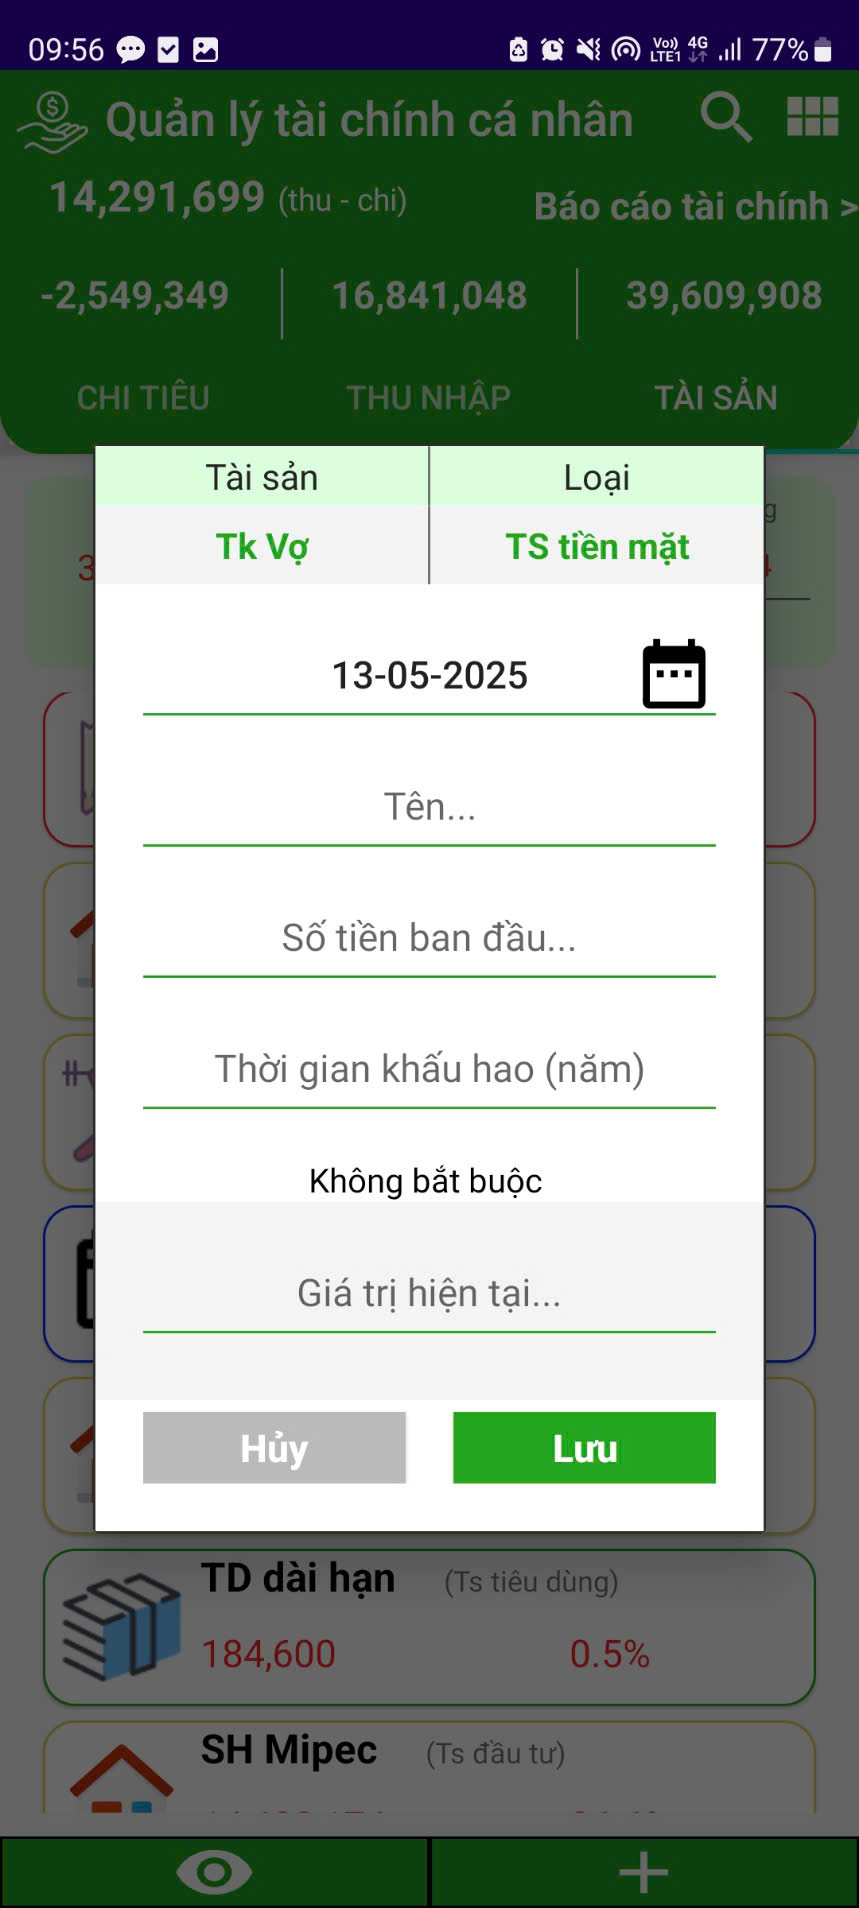 09:56
Vo)) LTE1 4G 77%
Quản lý tài chính cá nhân
14,291,699 (thu - chi)
Báo cáo tài chính >
-2,549,349 16,841,048 39,609,908
CHI TIÊU THU NHẬP TÀI SẢN
Tài sản Loại
Tk Vợ TS tiền mặt
13-05-2025
Tên...
Số tiền ban đầu...
Thời gian khấu hao (năm)
Không bắt buộc
Giá trị hiện tại...
Hủy Lưu
TD dài hạn (Ts tiêu dùng)
184,600 0.5%
SH Mipec (Ts đầu tư)